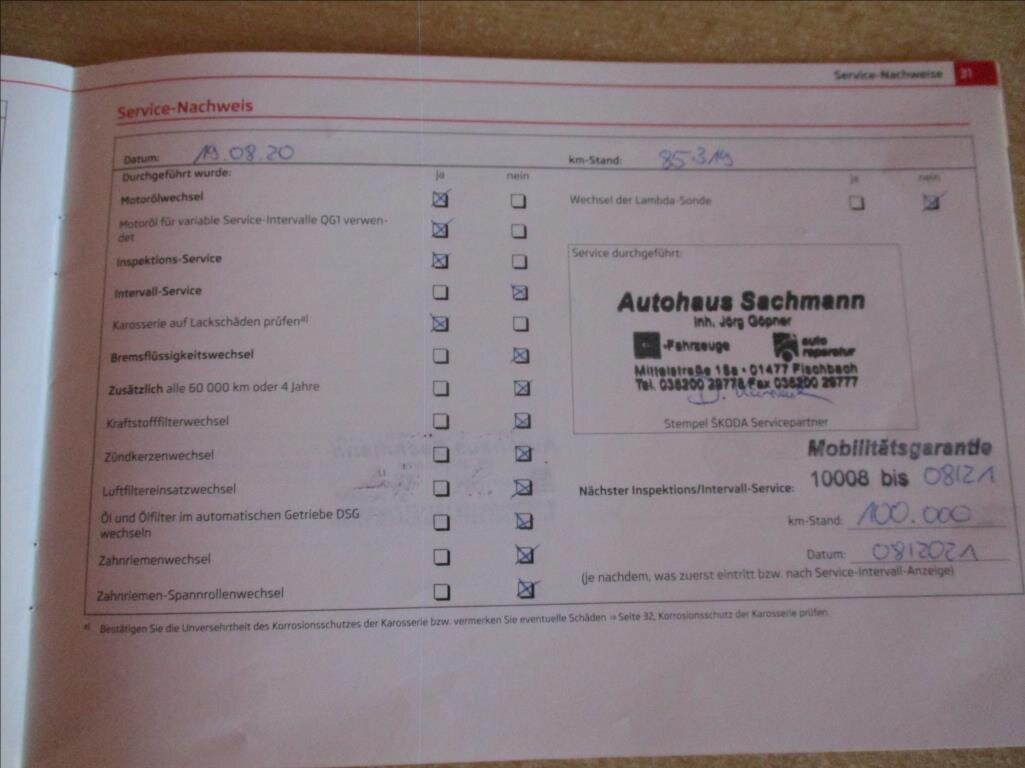 Service-Nachweise 31
Service-Nachweis
Datum: 19.08.20 km-Stand: 85.319
Durchgeführt wurde: ja nein ja nein
Motorölwechsel
Wechsel der Lambda-Sonde
Motoröl für variable Service-Intervalle QG1 verwen-
det
Inspektions-Service
Intervall-Service
Karosserie auf Lackschäden prüfen a)
Bremsflüssigkeitswechsel
Zusätzlich alle 60 000 km oder 4 Jahre
Kraftstofffilterwechsel
Zündkerzenwechsel
Luftfiltereinsatzwechsel
Öl und Ölfilter im automatischen Getriebe DSG
wechseln
Zahnriemenwechsel
Zahnriemen-Spannrollenwechsel
Service durchgeführt:
Autohaus Sachmann
Inh. Jörg Göpner
-Fahrzeuge auto
reparatur
Mittelstraße 16a • 01477 Fischbach
Tel. 035200 29778 Fax 035200 29777
Stempel ŠKODA Servicepartner
Mobilitätsgarantie
10008 bis 08/21
Nächster Inspektions/Intervall-Service:
km-Stand: 100.000
Datum: 08/2021
(je nachdem, was zuerst eintritt bzw. nach Service-Intervall-Anzeige)
a) Bestätigen Sie die Unversehrtheit des Korrosionsschutzes der Karosserie bzw. vermerken Sie eventuelle Schäden ⇒ Seite 32, Korrosionsschutz der Karosserie prüfen.